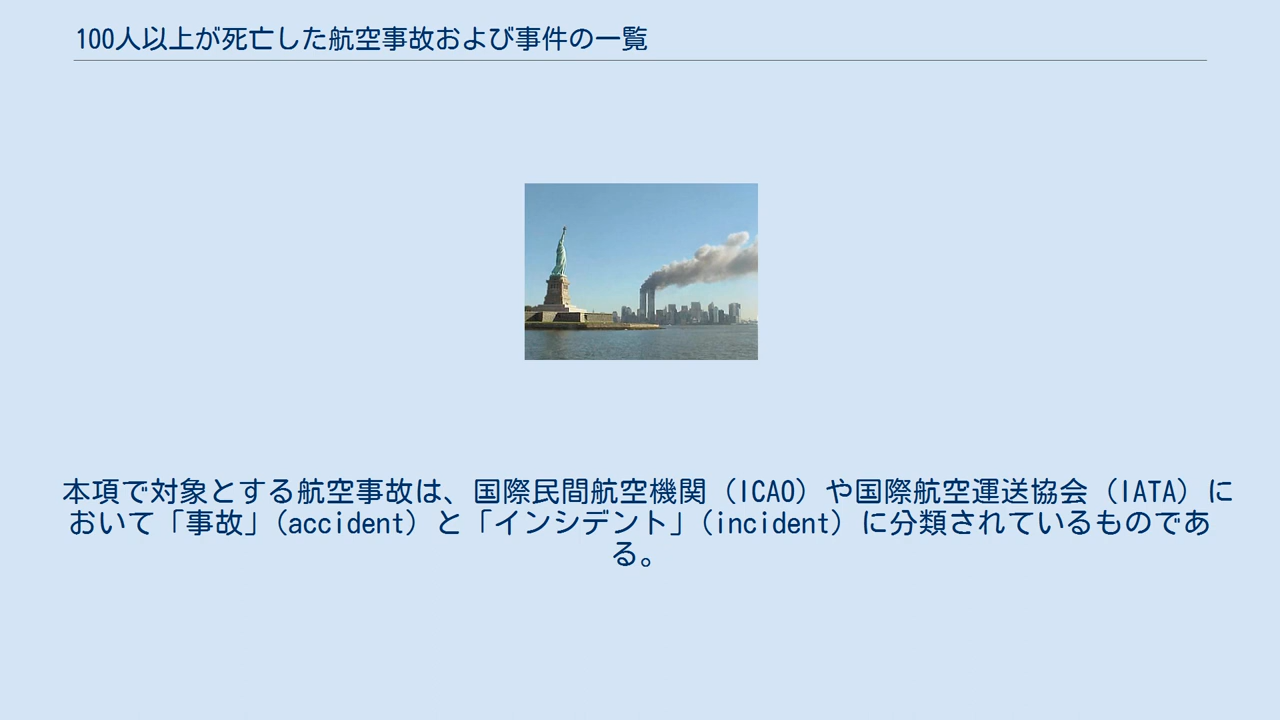 100人以上が死亡した航空事故および事件の一覧
本項で対象とする航空事故は、国際民間航空機関（ICAO）や国際航空運送協会（IATA）に
おいて「事故」（accident）と「インシデント」（incident）に分類されているものであ
る。